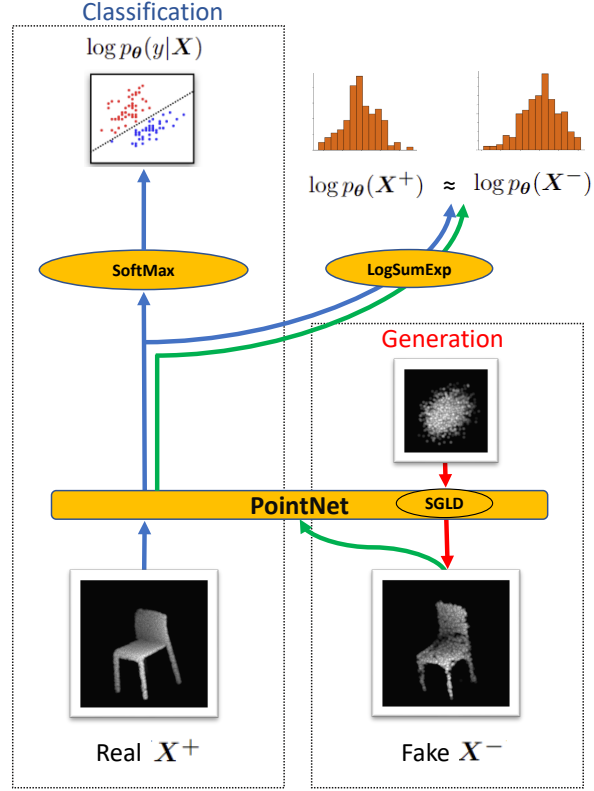 Classification
log p_θ(y|X)
log p_θ(X⁺) ≈ log p_θ(X⁻)
SoftMax
LogSumExp
Generation
PointNet
SGLD
Real X⁺
Fake X⁻